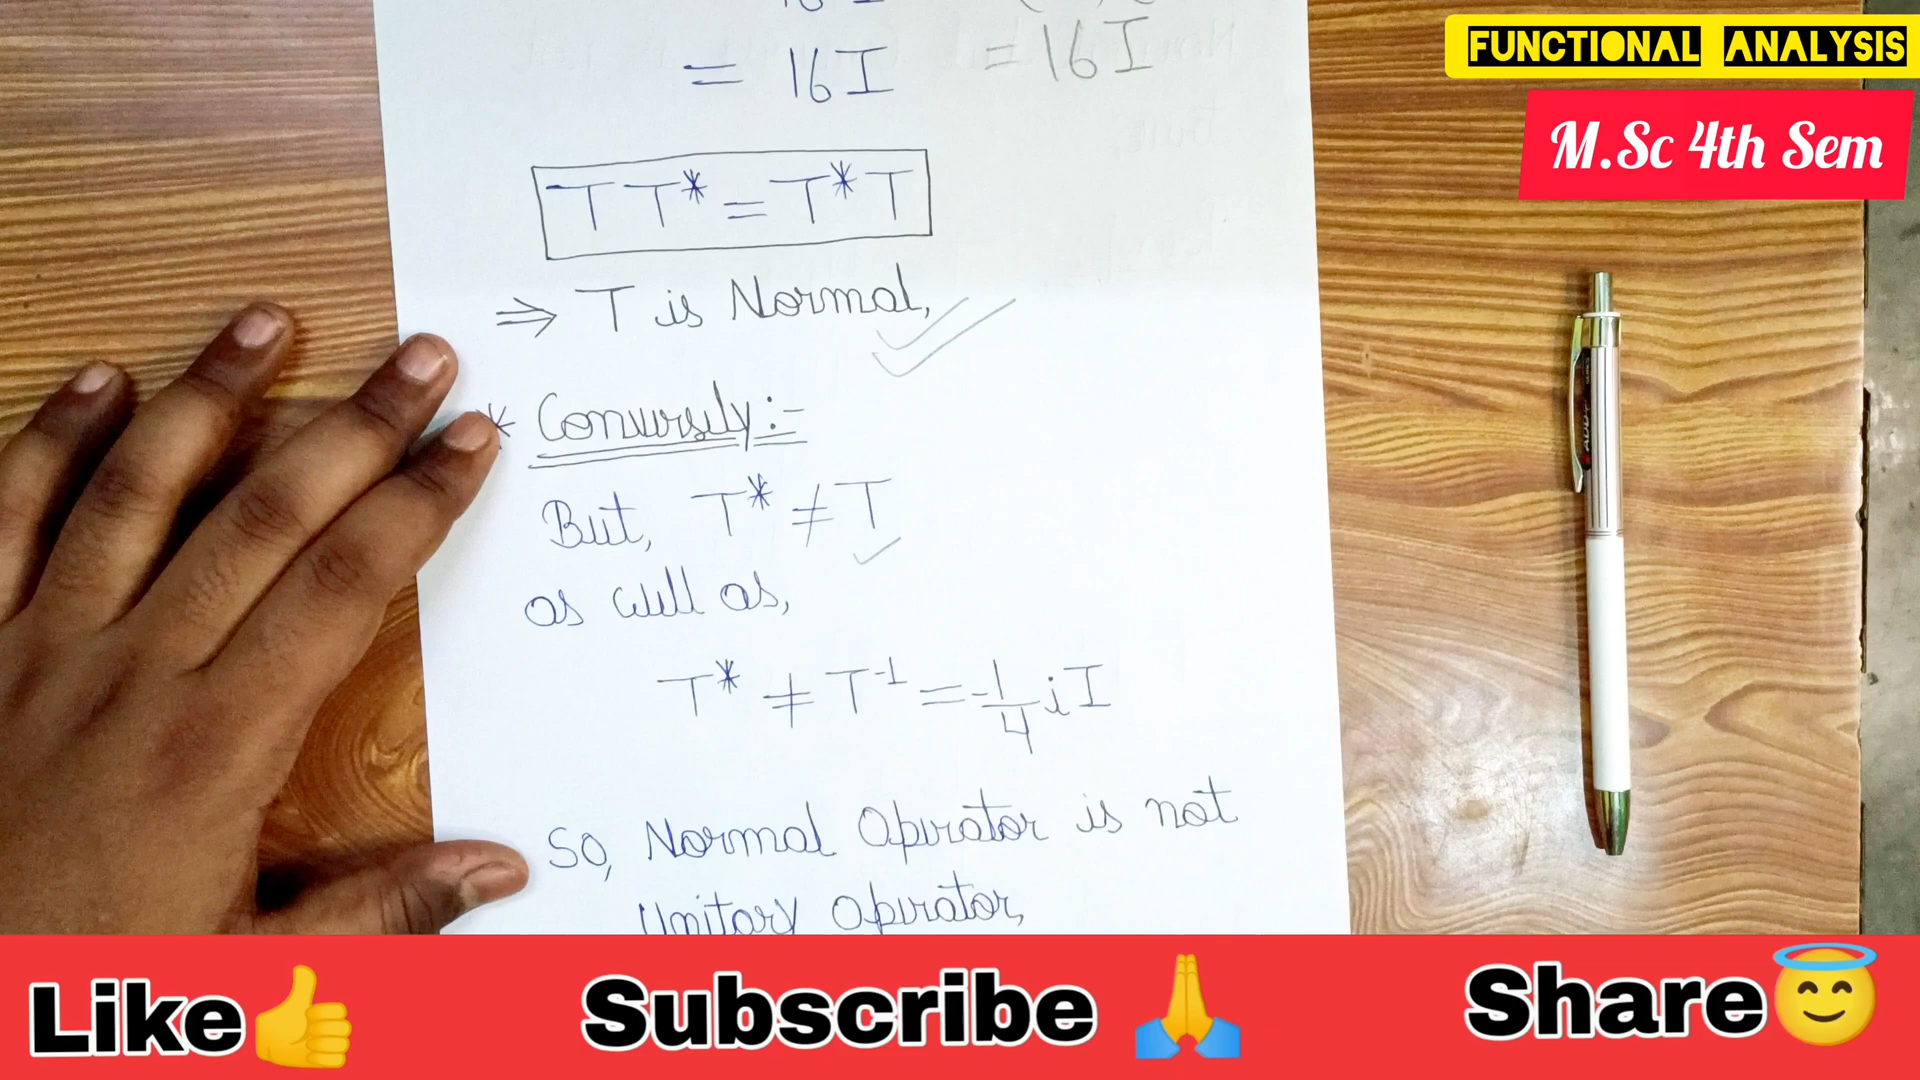 = 16I = 16I
FUNCTIONAL ANALYSIS
M.Sc 4th Sem
TT* = T*T
⇒ T is Normal,
* Conversely:-
But, T* ≠ T
as well as,
T* ≠ T⁻¹ = -1/4 iI
So, Normal Operator is not
Unitary Operator,
Like Subscribe Share